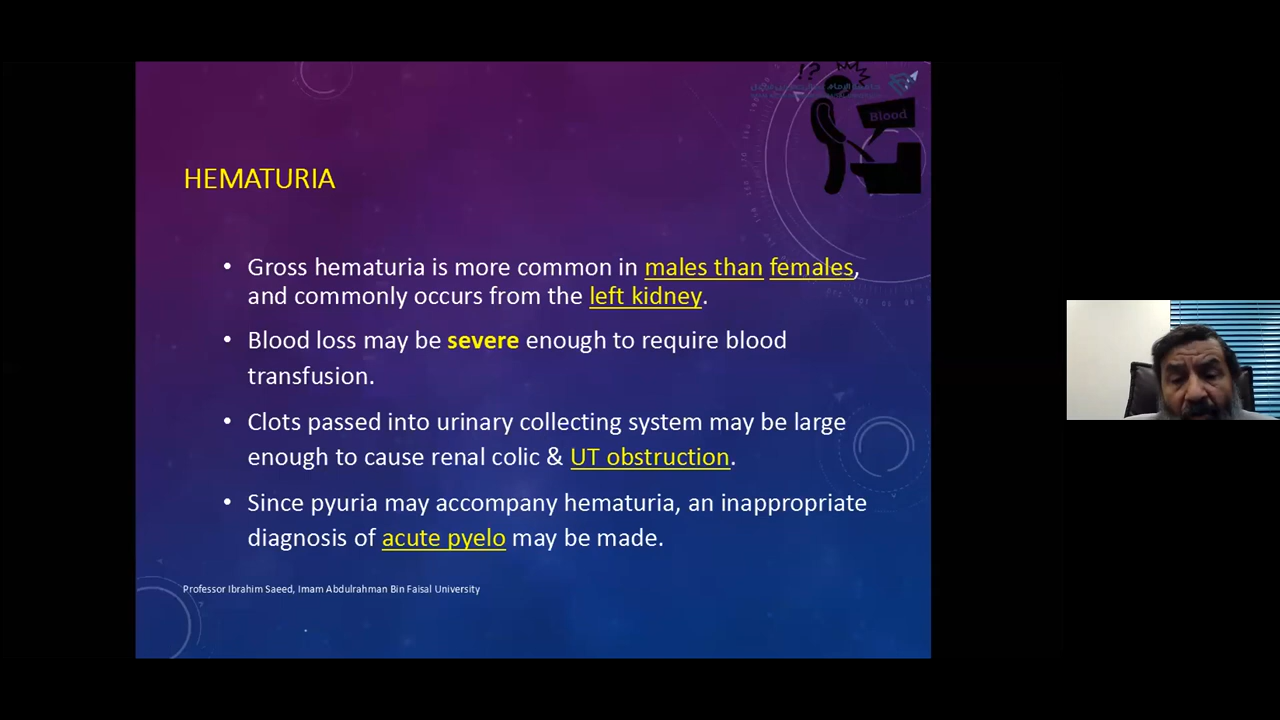 !?
Blood
HEMATURIA
• Gross hematuria is more common in males than females,
and commonly occurs from the left kidney.
• Blood loss may be severe enough to require blood
transfusion.
• Clots passed into urinary collecting system may be large
enough to cause renal colic & UT obstruction.
• Since pyuria may accompany hematuria, an inappropriate
diagnosis of acute pyelo may be made.
Professor Ibrahim Saeed, Imam Abdulrahman Bin Faisal University